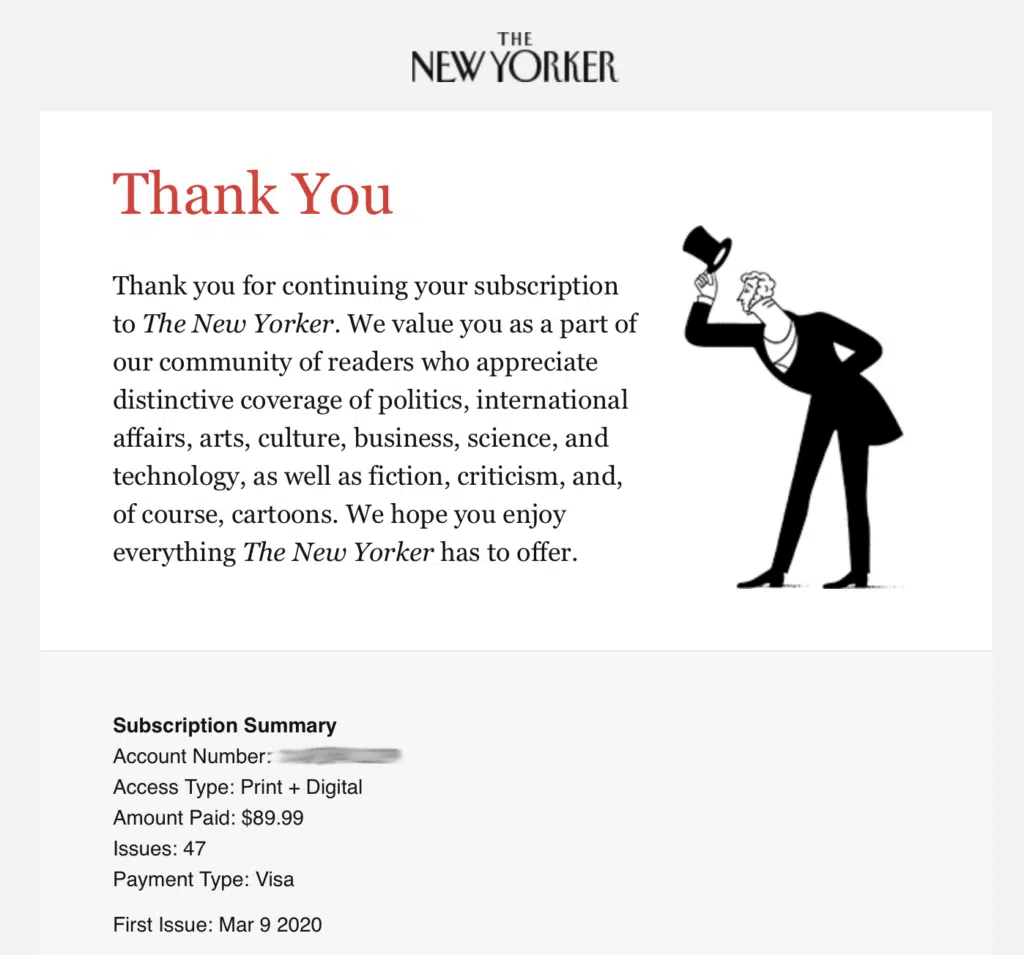 THE
NEW YORKER
Thank You
Thank you for continuing your subscription
to The New Yorker. We value you as a part of
our community of readers who appreciate
distinctive coverage of politics, international
affairs, arts, culture, business, science, and
technology, as well as fiction, criticism, and,
of course, cartoons. We hope you enjoy
everything The New Yorker has to offer.
Subscription Summary
Account Number:
Access Type: Print + Digital
Amount Paid: $89.99
Issues: 47
Payment Type: Visa
First Issue: Mar 9 2020